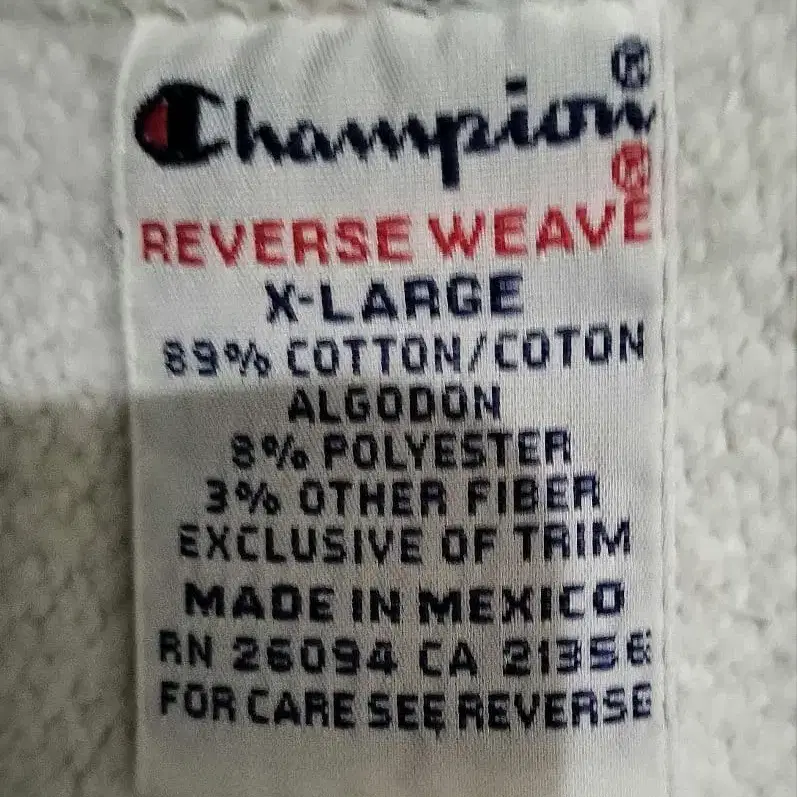 Champion®
REVERSE WEAVE®
X-LARGE
89% COTTON/COTON
ALGODON
8% POLYESTER
3% OTHER FIBER
EXCLUSIVE OF TRIM
MADE IN MEXICO
RN 26094 CA 21356
FOR CARE SEE REVERSE